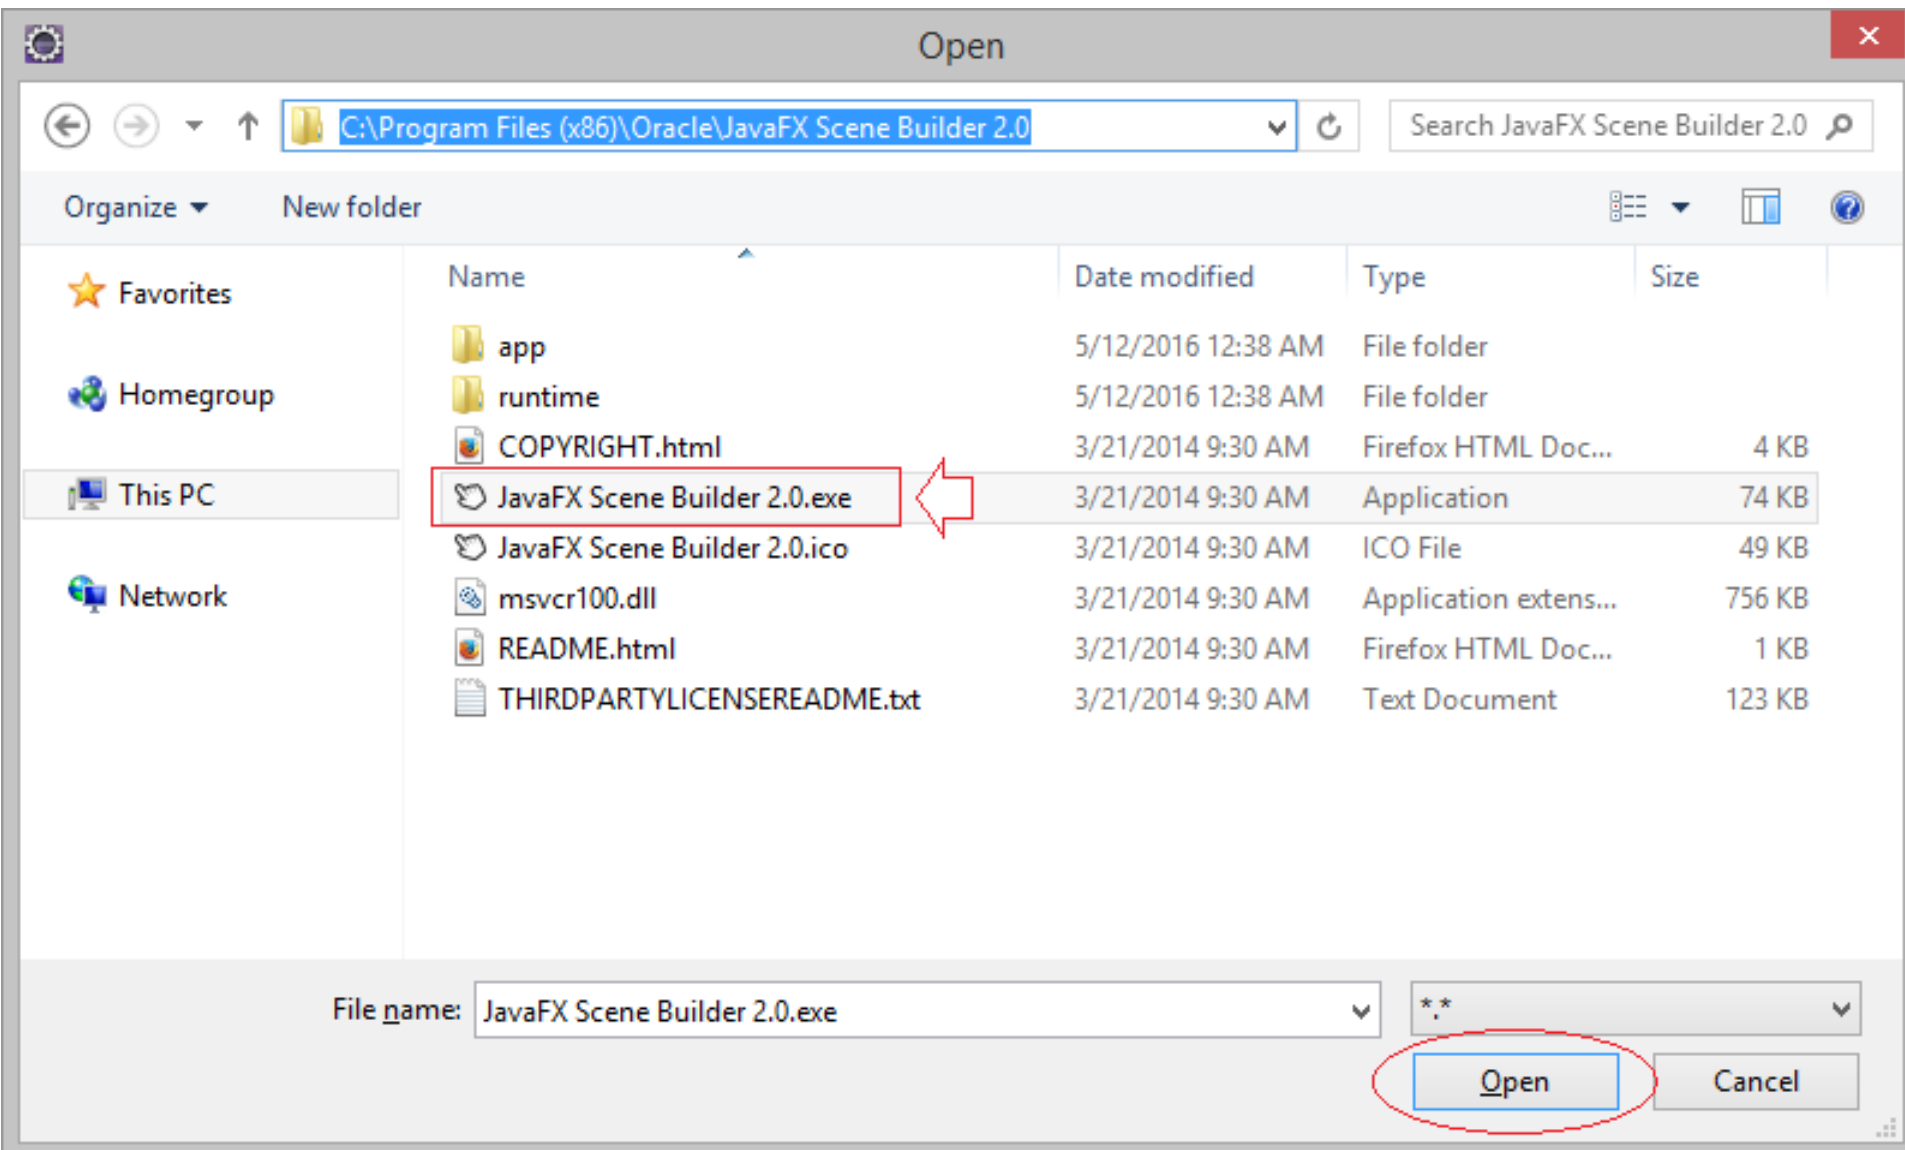 Open
C:\Program Files (x86)\Oracle\JavaFX Scene Builder 2.0
Search JavaFX Scene Builder 2.0
Organize
New folder
Favorites
Homegroup
This PC
Network
Name Date modified Type Size
app 5/12/2016 12:38 AM File folder
runtime 5/12/2016 12:38 AM File folder
COPYRIGHT.html 3/21/2014 9:30 AM Firefox HTML Doc... 4 KB
JavaFX Scene Builder 2.0.exe 3/21/2014 9:30 AM Application 74 KB
JavaFX Scene Builder 2.0.ico 3/21/2014 9:30 AM ICO File 49 KB
msvcr100.dll 3/21/2014 9:30 AM Application extens... 756 KB
README.html 3/21/2014 9:30 AM Firefox HTML Doc... 1 KB
THIRDPARTYLICENSEREADME.txt 3/21/2014 9:30 AM Text Document 123 KB
File name: JavaFX Scene Builder 2.0.exe
*.*
Open
Cancel